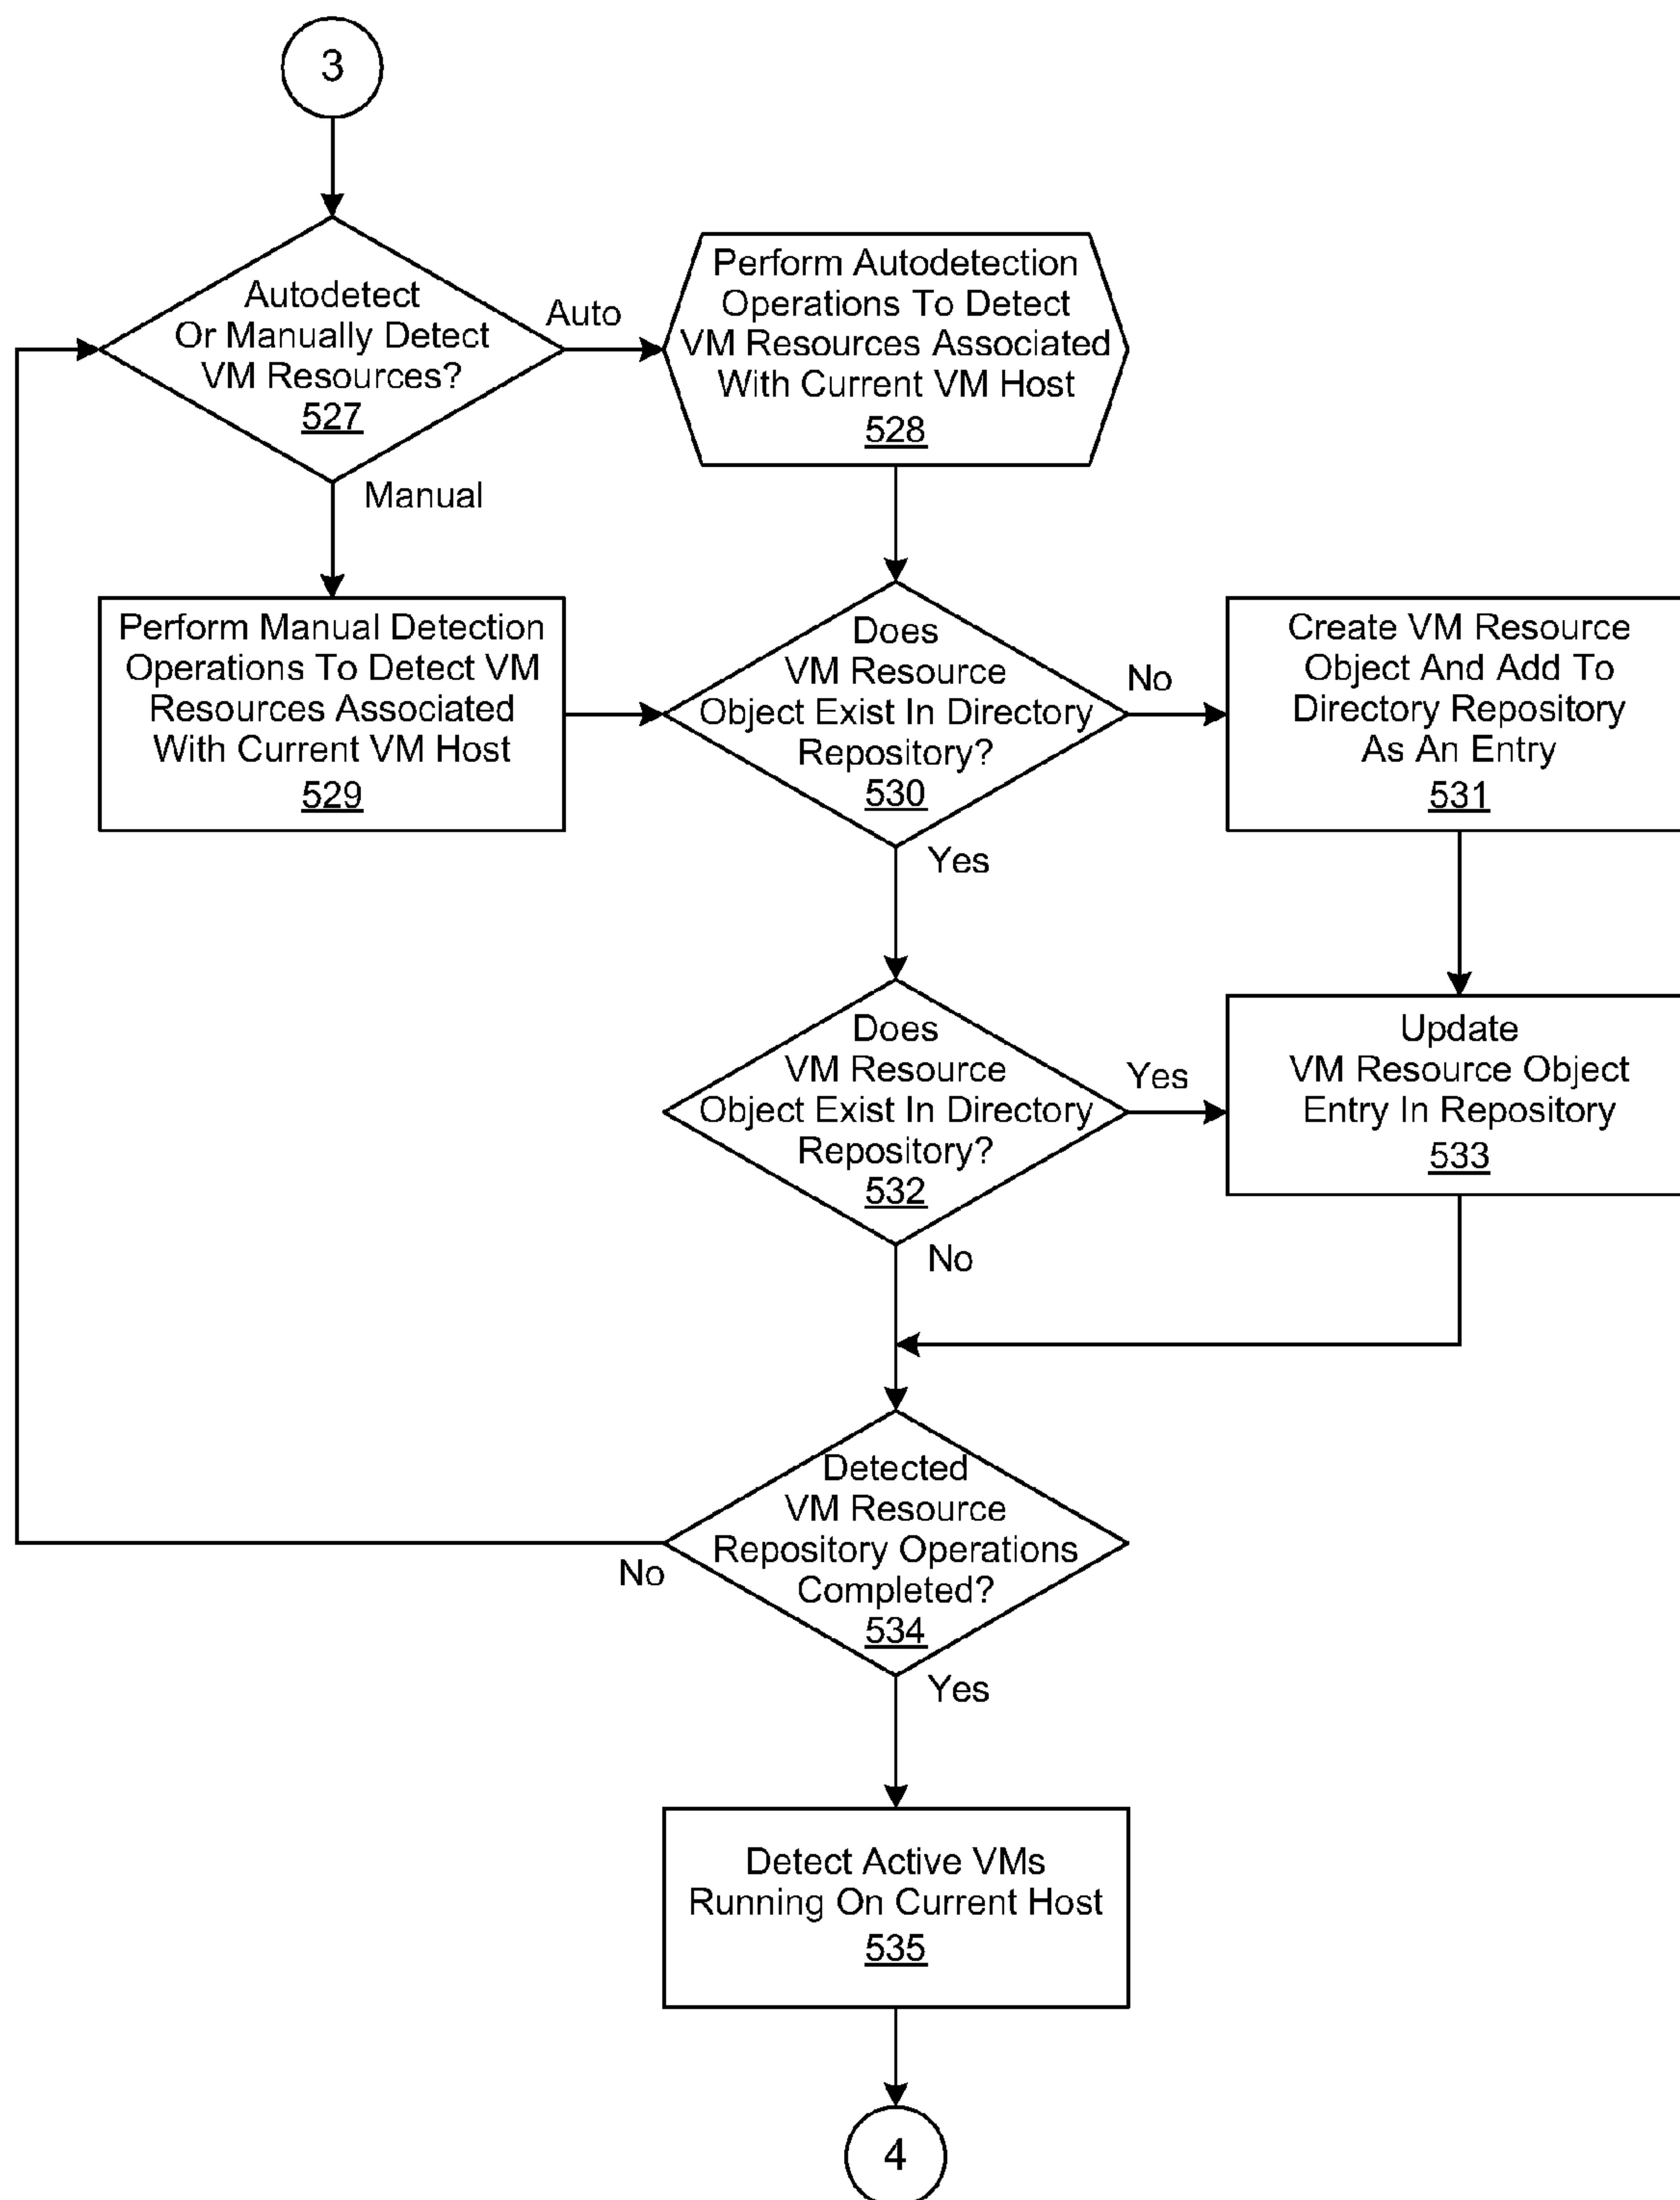 3
Autodetect
Or Manually Detect
VM Resources?
527
Auto
Manual
Perform Autodetection
Operations To Detect
VM Resources Associated
With Current VM Host
528
Perform Manual Detection
Operations To Detect VM
Resources Associated
With Current VM Host
529
Does
VM Resource
Object Exist In Directory
Repository?
530
No
Yes
Create VM Resource
Object And Add To
Directory Repository
As An Entry
531
Does
VM Resource
Object Exist In Directory
Repository?
532
Yes
No
Update
VM Resource Object
Entry In Repository
533
Detected
VM Resource
Repository Operations
Completed?
534
No
Yes
Detect Active VMs
Running On Current Host
535
4